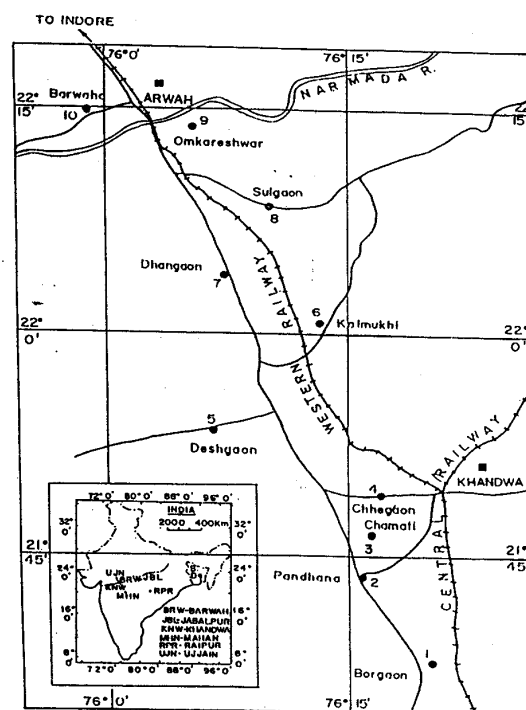 TO INDORE
76° 0'
76° 15'
NARMADA R.
Barwaha
ARWAH
22°
15'
10
22
15'
9
Omkareshwar
Sulgaon
8
Dhangaon
7
WESTERN RAILWAY
6
Kalmukhi
22°
0'
22°
0'
5
Deshgaon
CENTRAL RAILWAY
KHANDWA
4
Chhegaon
Chamati
3
21°
45'
21°
45'
Pandhana
2
1
Borgaon
72° 0' 80° 0' 88° 0' 96° 0'
INDIA
200 0 400Km
32°
0'
32°
0'
24°
0'
24°
0'
UJN
BRW JBL
KNW
MHN
RPR
16°
0'
16°
0'
BRW-BARWAH
JBL-JABALPUR
KNW-KHANDWA
MHN-MAHAH
RPR-RAIPUR
UJN-UJJAIN
8°
0'
72° 0' 80° 0' 88° 0' 96° 0'
76° 0'
76° 15'